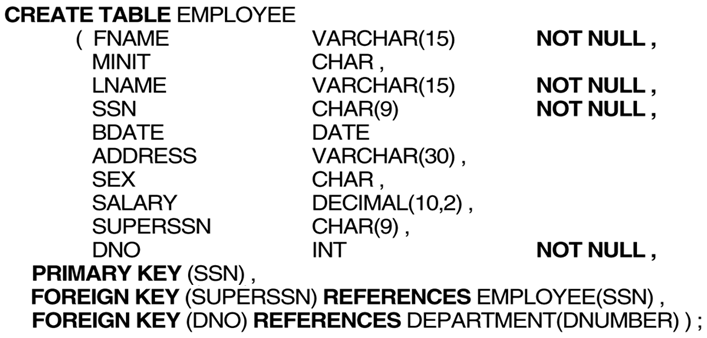 CREATE TABLE EMPLOYEE
( FNAME VARCHAR(15) NOT NULL ,
MINIT CHAR ,
LNAME VARCHAR(15) NOT NULL ,
SSN CHAR(9) NOT NULL ,
BDATE DATE
ADDRESS VARCHAR(30) ,
SEX CHAR ,
SALARY DECIMAL(10,2) ,
SUPERSSN CHAR(9) ,
DNO INT NOT NULL ,
PRIMARY KEY (SSN) ,
FOREIGN KEY (SUPERSSN) REFERENCES EMPLOYEE(SSN) ,
FOREIGN KEY (DNO) REFERENCES DEPARTMENT(DNUMBER) ) ;